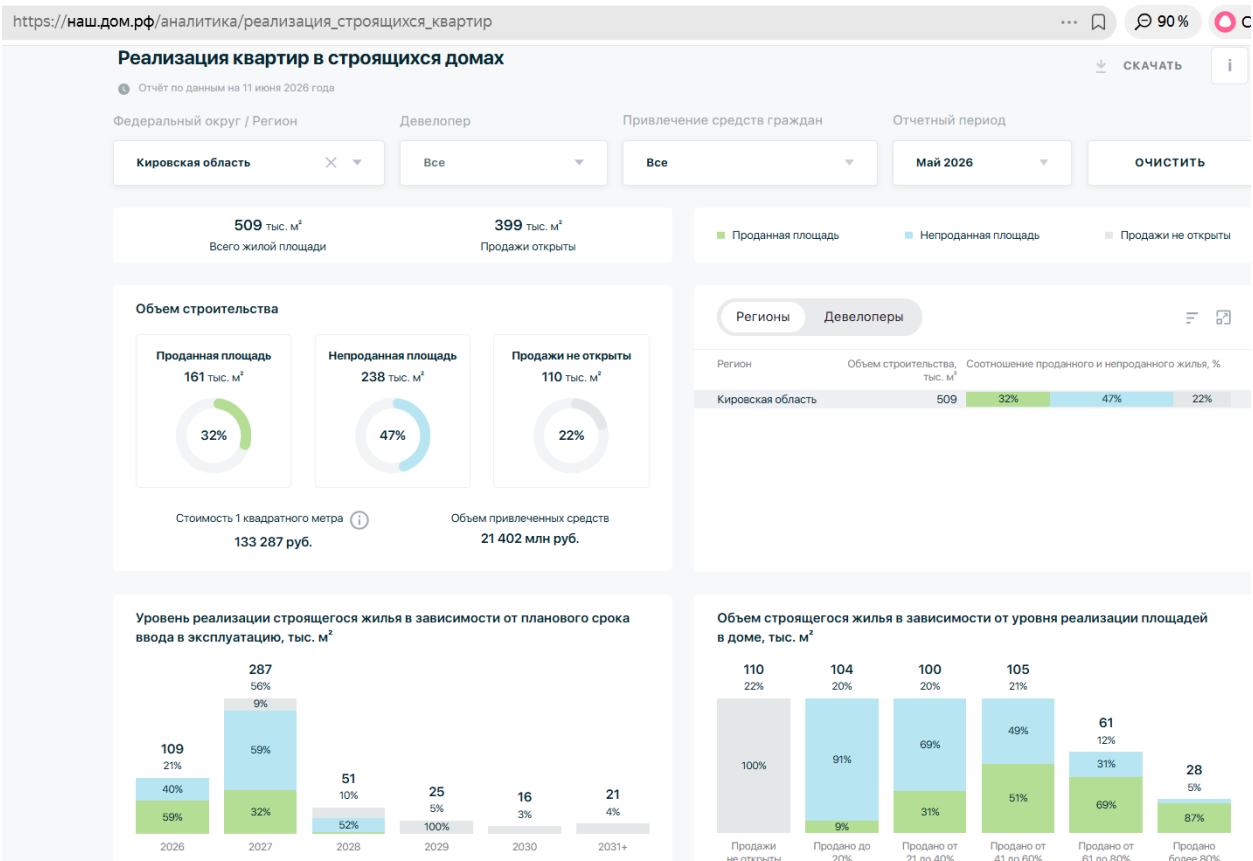 https://наш.дом.рф/аналитика/реализация_строящихся_квартир
90 %
Реализация квартир в строящихся домах
СКАЧАТЬ
i
Отчёт по данным на 11 июня 2026 года
Федеральный округ / Регион Девелопер Привлечение средств граждан Отчетный период
Кировская область Все Все Май 2026 ОЧИСТИТЬ
509 тыс. м² 399 тыс. м²
Всего жилой площади Продажи открыты
Проданная площадь Непроданная площадь Продажи не открыты
Объем строительства
Проданная площадь Непроданная площадь Продажи не открыты
161 тыс. м² 238 тыс. м² 110 тыс. м²
32% 47% 22%
Стоимость 1 квадратного метра i Объем привлеченных средств
133 287 руб. 21 402 млн руб.
Регионы Девелоперы
Регион Объем строительства, Соотношение проданного и непроданного жилья, %
тыс. м²
Кировская область 509 32% 47% 22%
Уровень реализации строящегося жилья в зависимости от планового срока
ввода в эксплуатацию, тыс. м²
287
56%
9%
109 59%
21%
40% 51
10% 25
5% 16 21
3% 4%
59% 32% 52% 100%
2026 2027 2028 2029 2030 2031+
Объем строящегося жилья в зависимости от уровня реализации площадей
в доме, тыс. м²
110 104 100 105
22% 20% 20% 21%
61
12%
49%
69%
31%
28
5%
100% 91%
51%
69%
31%
87%
9%
Продажи Продано до Продано от Продано от Продано от Продано
не открыты 20% 21 до 40% 41 до 60% 61 до 80% более 80%